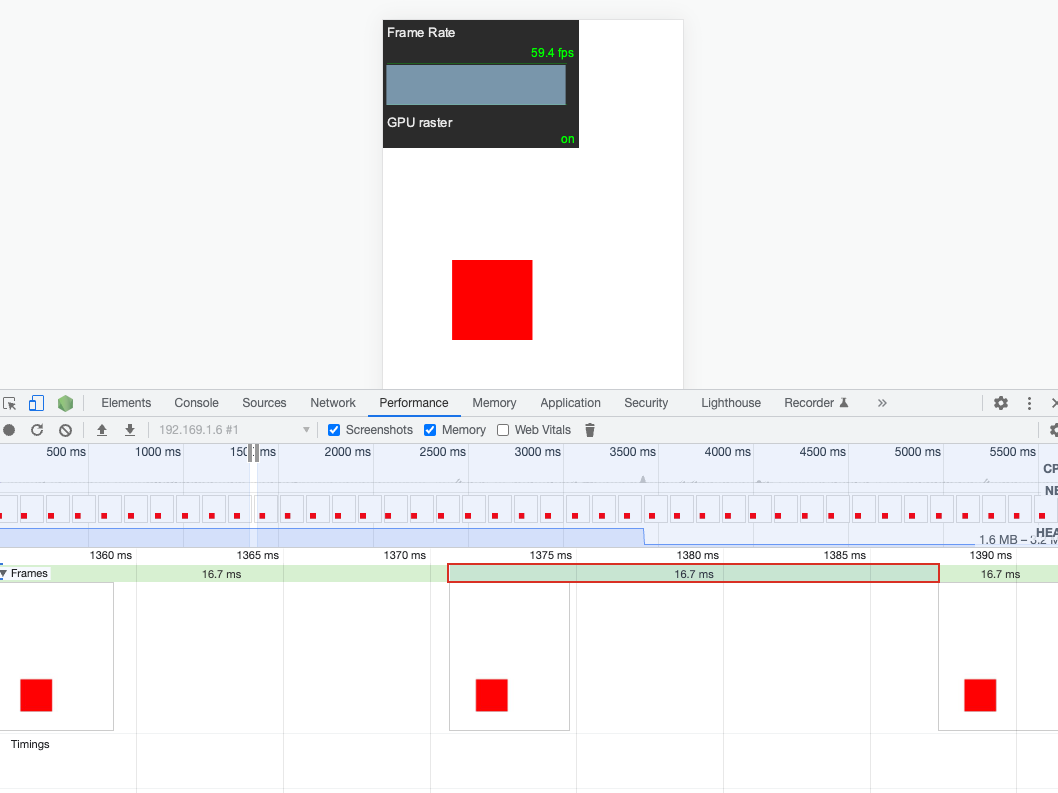 Frame Rate
59.4 fps
GPU raster
on
Elements Console Sources Network Performance Memory Application Security Lighthouse Recorder
192.168.1.6 #1 Screenshots Memory Web Vitals
500 ms 1000 ms 2000 ms 2500 ms 3000 ms 3500 ms 4000 ms 4500 ms 5000 ms 5500 ms
CP
NE
HEA
1.6 MB – 3.2 M
1360 ms 1365 ms 1370 ms 1375 ms 1380 ms 1385 ms 1390 ms
Frames 16.7 ms 16.7 ms 16.7 ms
Timings